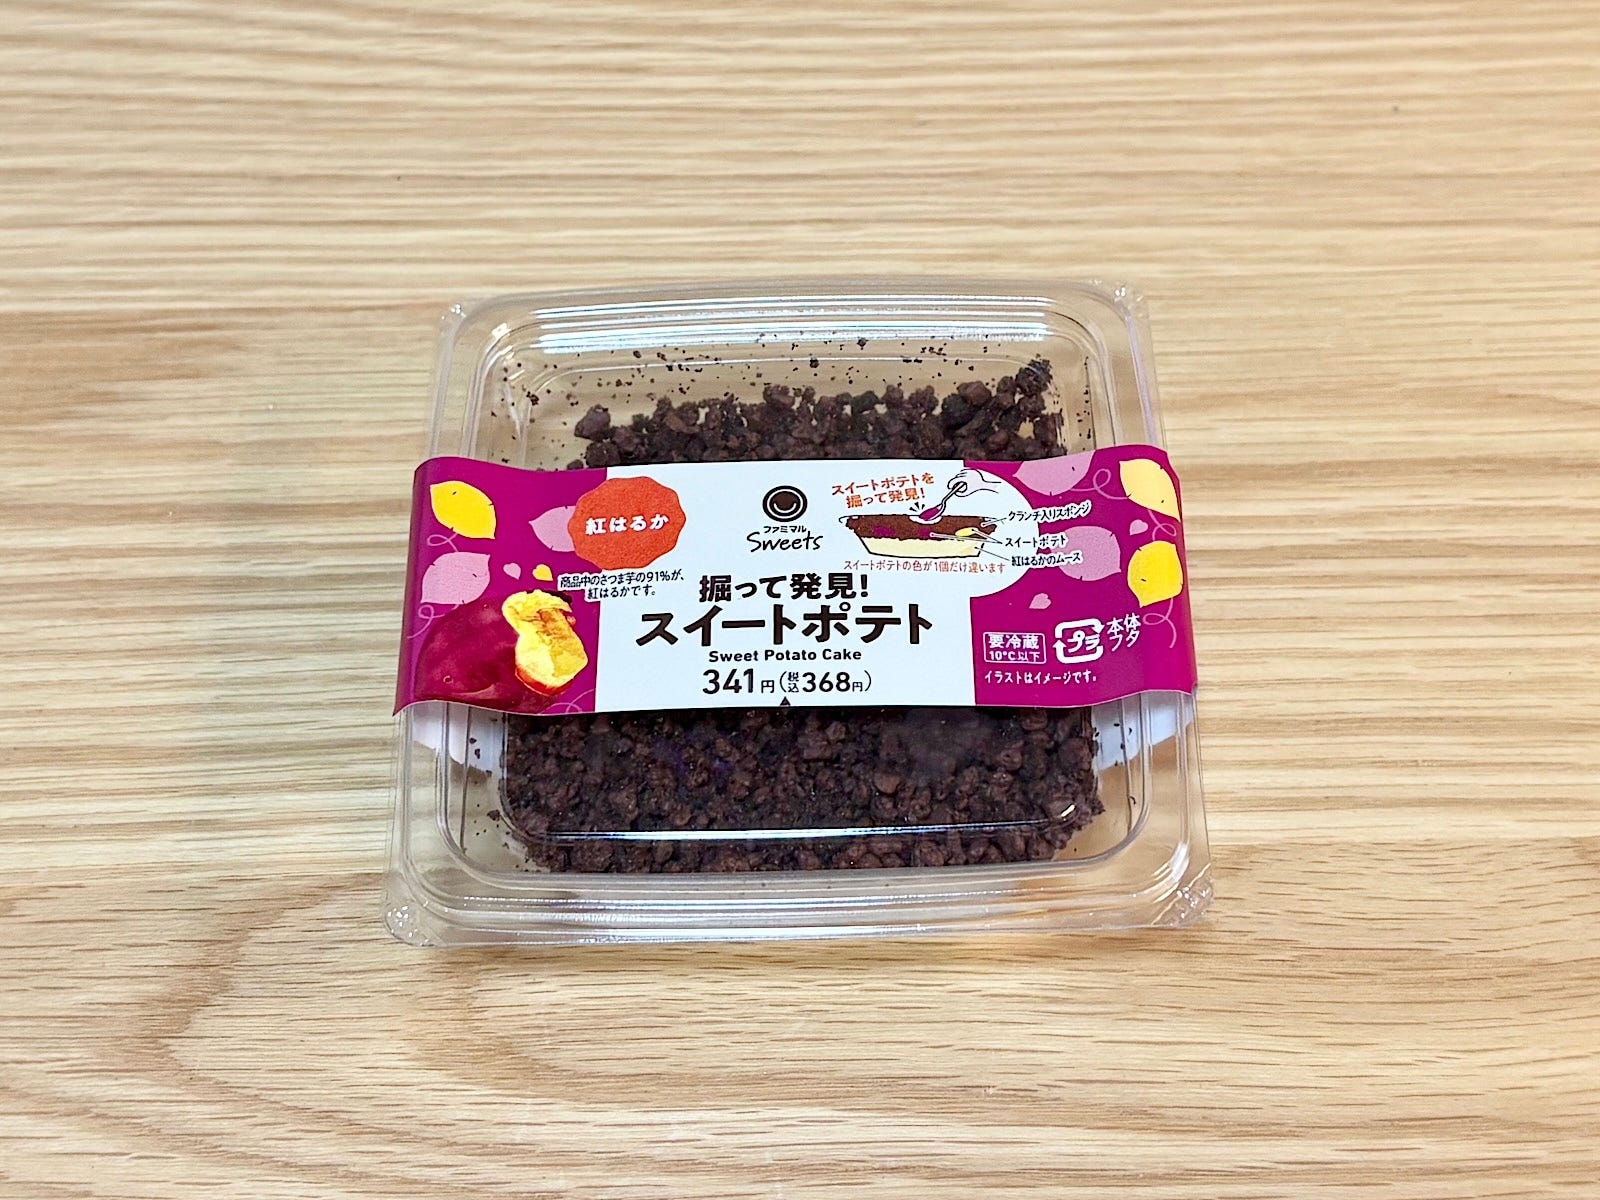 紅はるか
商品中のさつま芋の91%が、
紅はるかです。
ファミマル
Sweets
スイートポテトを
掘って発見!
クランチ入りスポンジ
スイートポテト
紅はるかのムース
スイートポテトの色が1個だけ違います
掘って発見!
スイートポテト
Sweet Potato Cake
341円(税込368円)
要冷蔵
10°C以下
プラ
本体
フタ
イラストはイメージです。